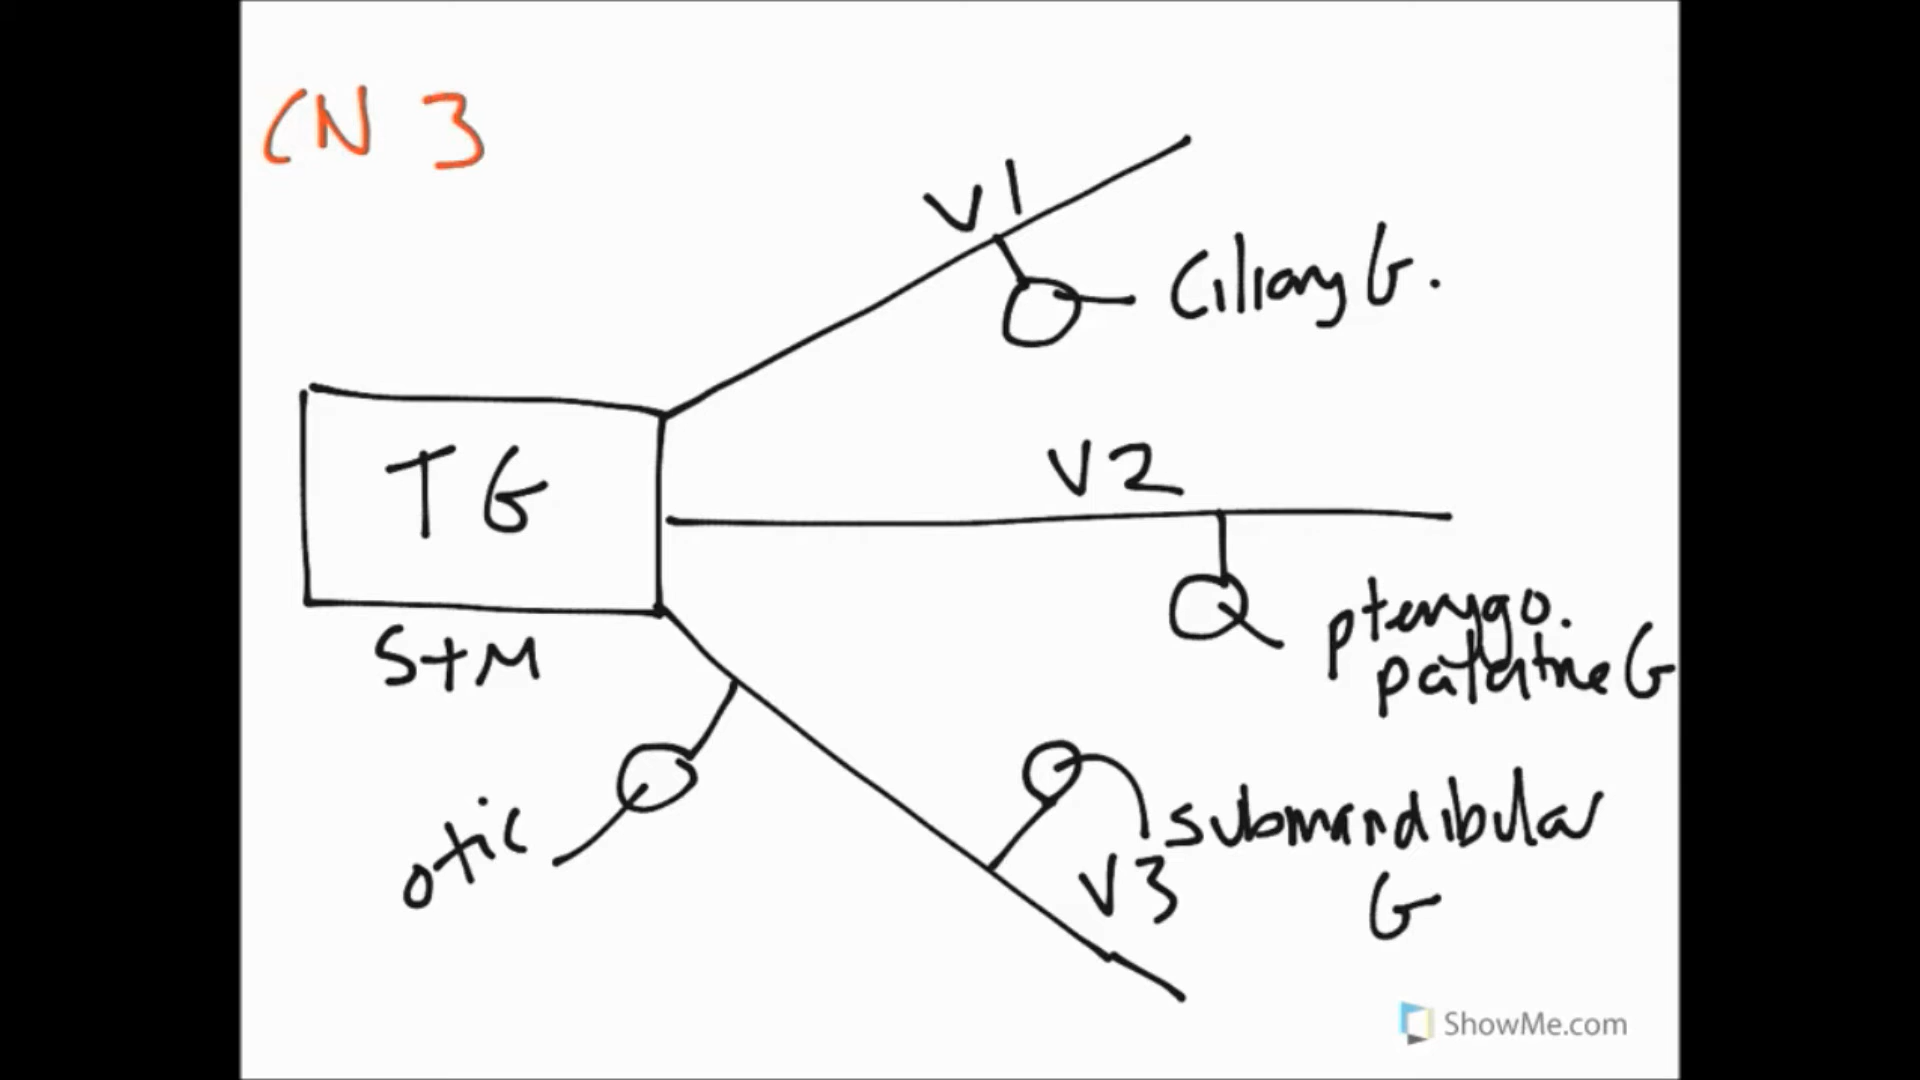 CN 3
V1
Ciliary G.
TG
V2
pterygo.
palatine G
S+M
otic
submandibular
G
V3
ShowMe.com